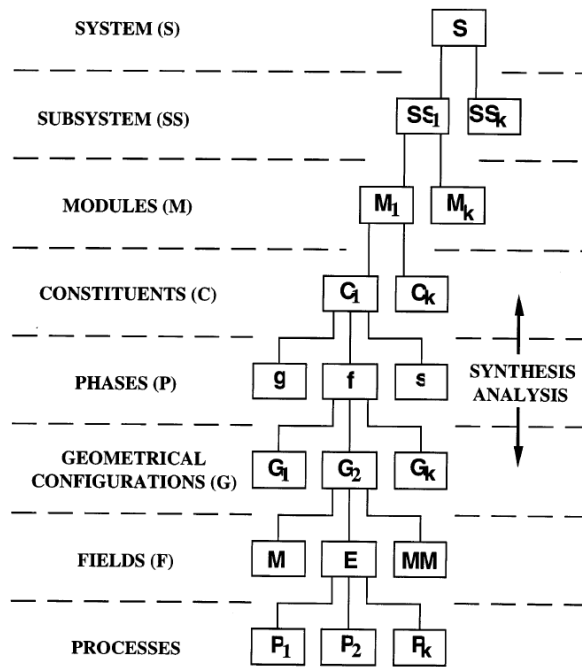 SYSTEM (S)
S
SUBSYSTEM (SS)
SS1
SSk
MODULES (M)
M1
Mk
CONSTITUENTS (C)
C1
Ck
PHASES (P)
g
f
s
SYNTHESIS
ANALYSIS
GEOMETRICAL
CONFIGURATIONS (G)
G1
G2
Gk
FIELDS (F)
M
E
MM
PROCESSES
P1
P2
Pk